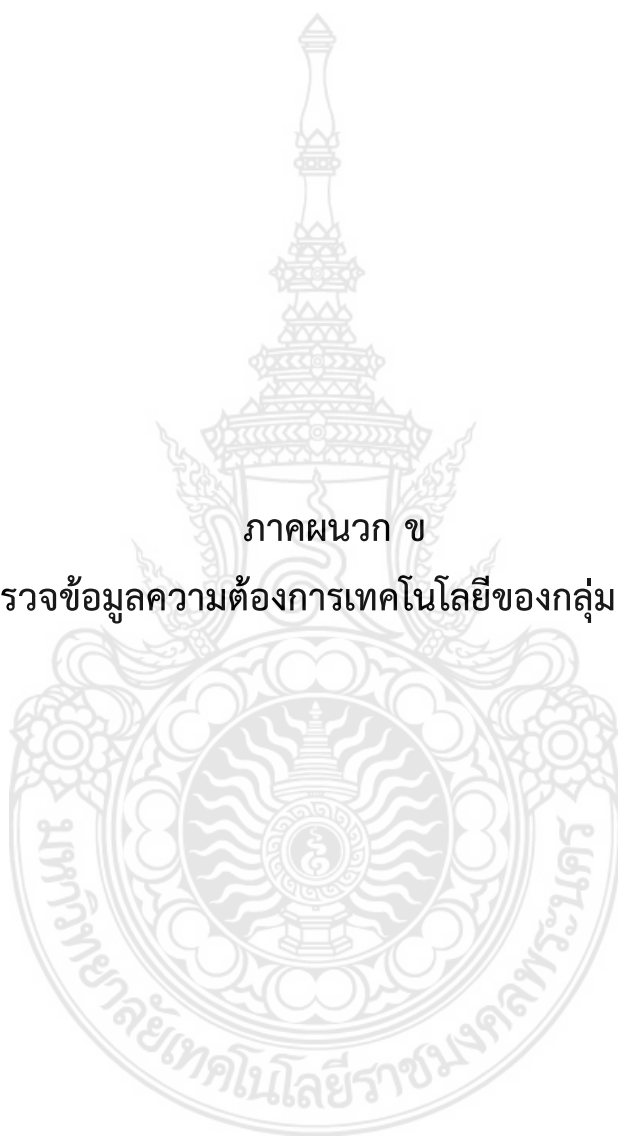 ภาคผนวก ข
รวจข้อมูลความต้องการเทคโนโลยีของกลุ่ม
มหาวิทยาลัยเทคโนโลยีราชมงคลพระนคร